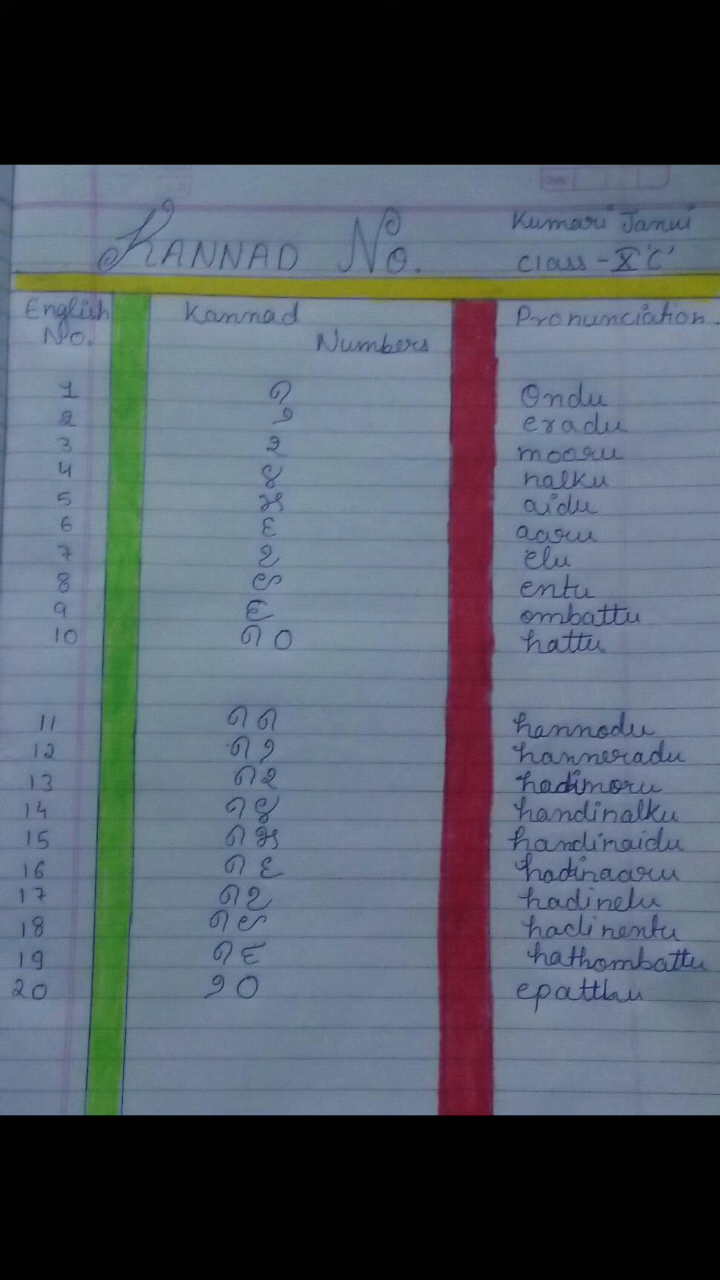 KANNAD No.
Kumari Janvi
Class - X 'C'
English No.
Kannad Numbers
Pronunciation.
1 ೧ Ondu
2 ೨ eradu
3 ೩ mooru
4 ೪ nalku
5 ೫ aidu
6 ೬ aaru
7 ೭ elu
8 ೮ entu
9 ೯ ombattu
10 ೧೦ hattu
11 ೧೧ hannodu
12 ೧೨ hanneradu
13 ೧೩ hadimoru
14 ೧೪ handinalku
15 ೧೫ handinaidu
16 ೧೬ hadinaaru
17 ೧೭ hadinelu
18 ೧೮ hadinentu
19 ೧೯ hathombattu
20 ೨೦ epatthu